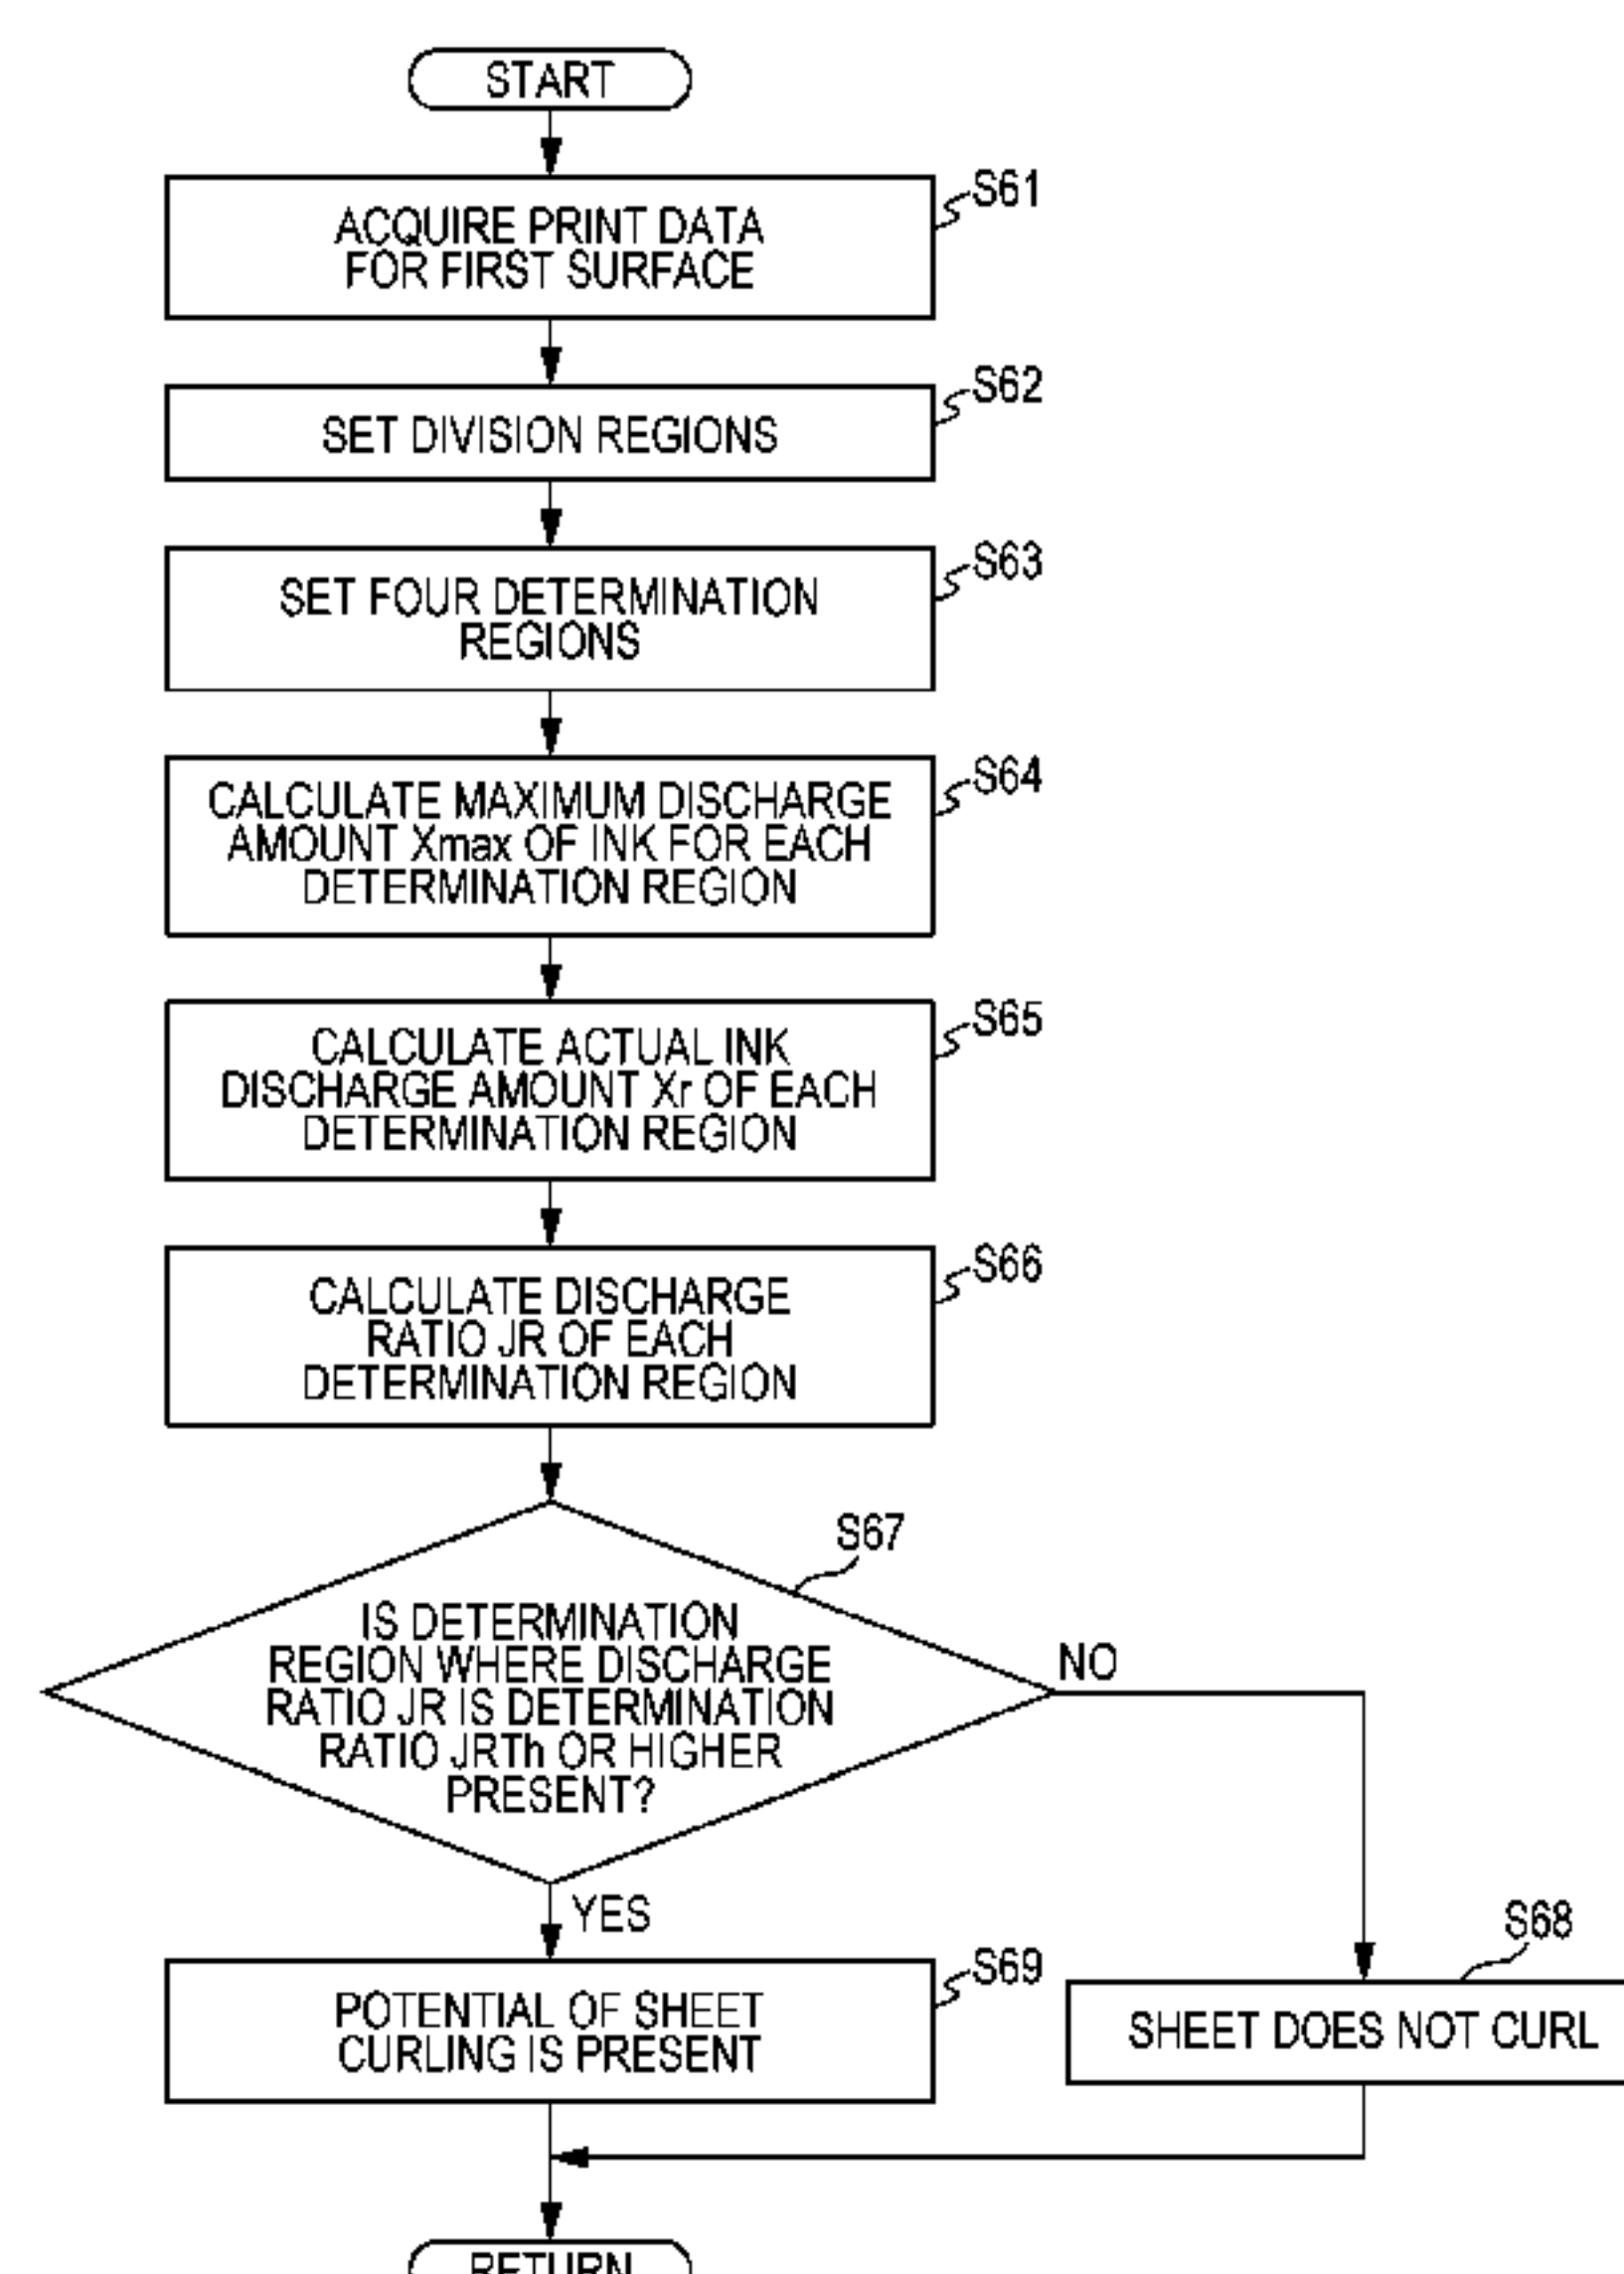 START
S61
ACQUIRE PRINT DATA
FOR FIRST SURFACE
S62
SET DIVISION REGIONS
S63
SET FOUR DETERMINATION
REGIONS
S64
CALCULATE MAXIMUM DISCHARGE
AMOUNT Xmax OF INK FOR EACH
DETERMINATION REGION
S65
CALCULATE ACTUAL INK
DISCHARGE AMOUNT Xr OF EACH
DETERMINATION REGION
S66
CALCULATE DISCHARGE
RATIO JR OF EACH
DETERMINATION REGION
S67
IS DETERMINATION
REGION WHERE DISCHARGE
RATIO JR IS DETERMINATION
RATIO JRTh OR HIGHER
PRESENT?
NO
YES
S68
SHEET DOES NOT CURL
S69
POTENTIAL OF SHEET
CURLING IS PRESENT
RETURN